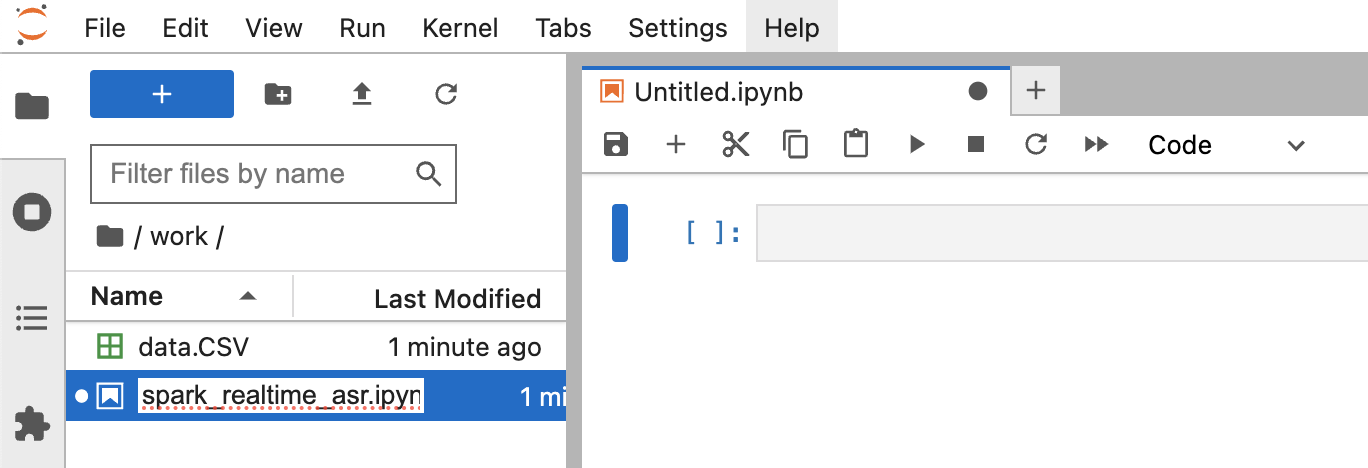 File Edit View Run Kernel Tabs Settings Help
Untitled.ipynb
Code
Filter files by name
/ work /
Name Last Modified
data.CSV 1 minute ago
spark_realtime_asr.ipyn 1 mi
[ ]: